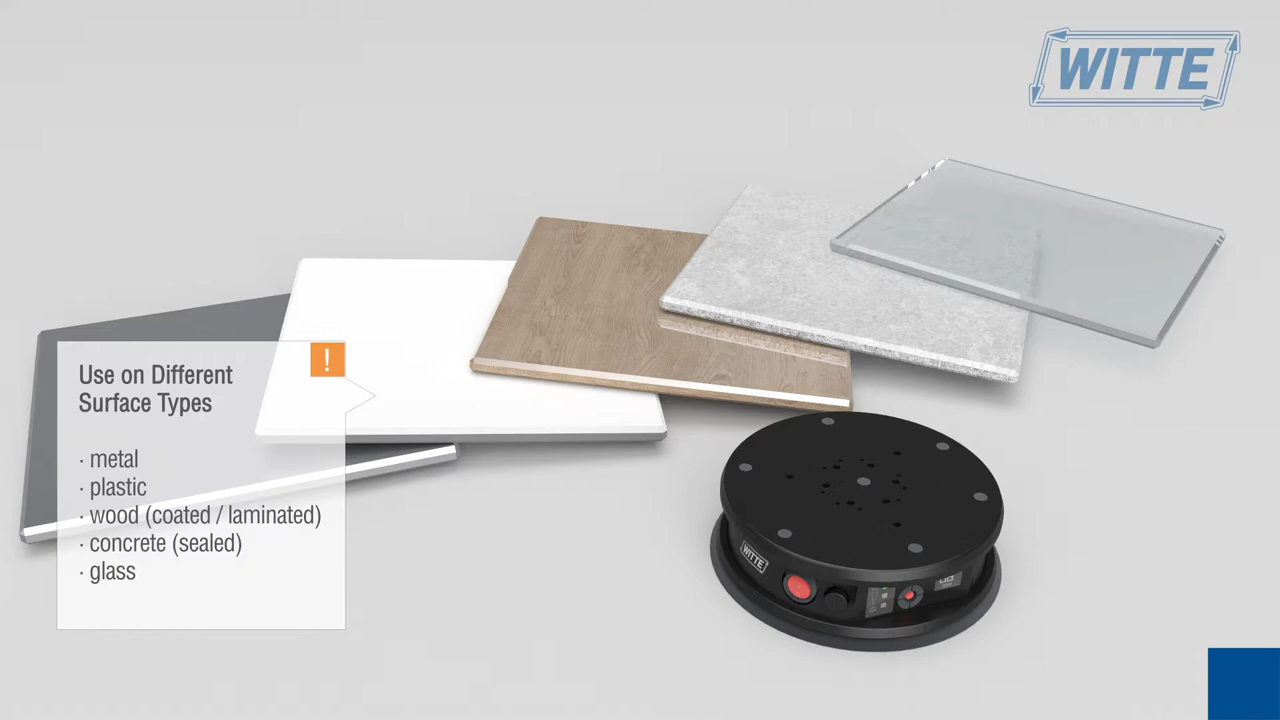 WITTE
!
Use on Different
Surface Types
· metal
· plastic
· wood (coated / laminated)
· concrete (sealed)
· glass
WITTE